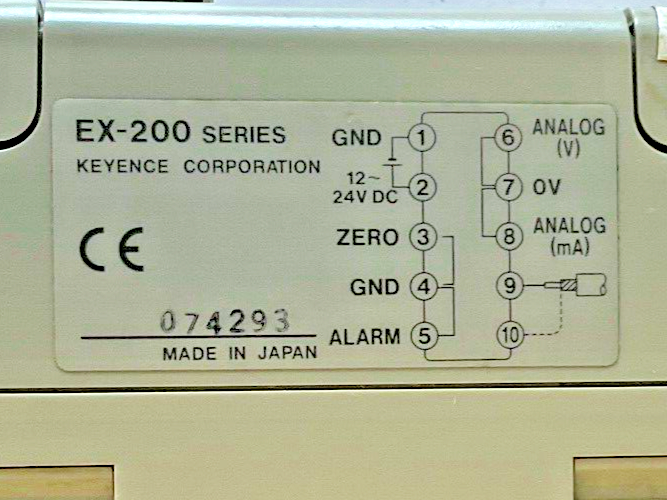 EX-200 SERIES
KEYENCE CORPORATION
CE
074293
MADE IN JAPAN
GND 1
12~
24V DC 2
ZERO 3
GND 4
ALARM 5
6 ANALOG
(V)
7 0V
8 ANALOG
(mA)
9
10